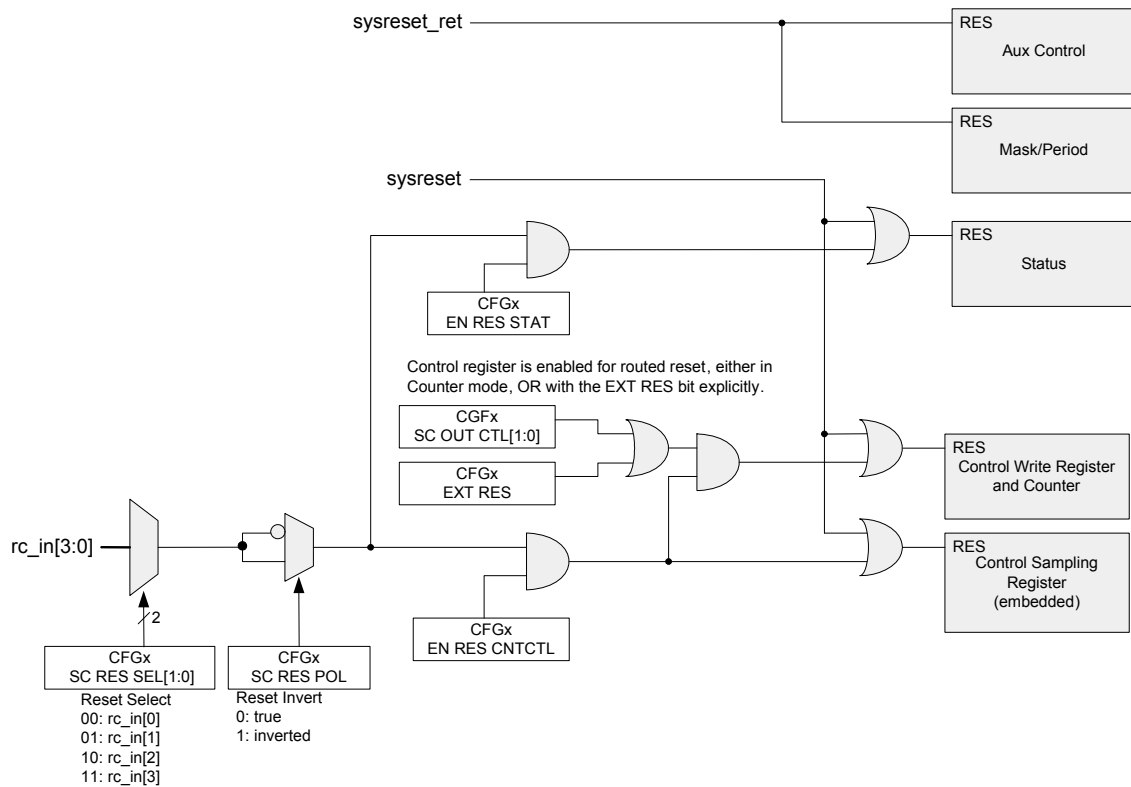 sysreset_ret
RES
Aux Control
RES
Mask/Period
sysreset
RES
Status
CFGx
EN RES STAT
Control register is enabled for routed reset, either in
Counter mode, OR with the EXT RES bit explicitly.
CGFx
SC OUT CTL[1:0]
CFGx
EXT RES
RES
Control Write Register
and Counter
rc_in[3:0]
RES
Control Sampling
Register
(embedded)
2
CFGx
EN RES CNTCTL
CFGx
SC RES SEL[1:0]
CFGx
SC RES POL
Reset Select
00: rc_in[0]
01: rc_in[1]
10: rc_in[2]
11: rc_in[3]
Reset Invert
0: true
1: inverted